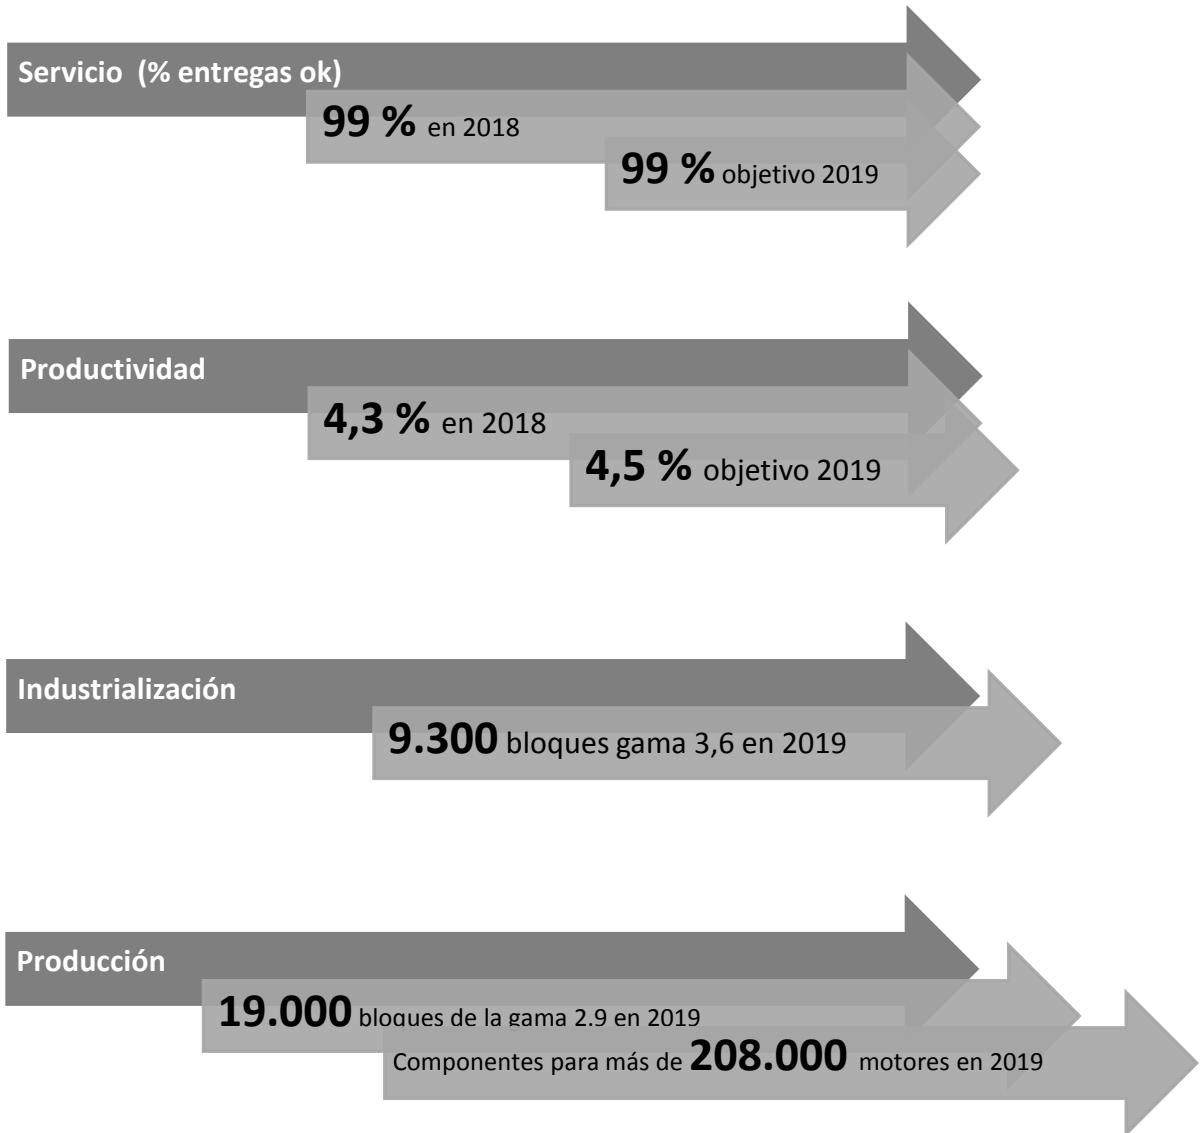 Servicio (% entregas ok)
99 % en 2018
99 % objetivo 2019
Productividad
4,3 % en 2018
4,5 % objetivo 2019
Industrialización
9.300 bloques gama 3,6 en 2019
Producción
19.000 bloques de la gama 2.9 en 2019
Componentes para más de 208.000 motores en 2019